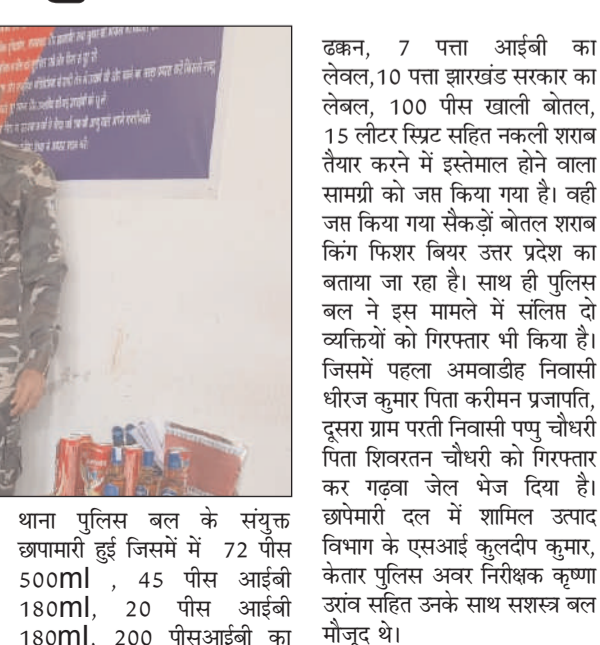 थाना पुलिस बल के संयुक्त
छापामारी हुई जिसमें में 72 पीस
500ml , 45 पीस आईबी
180ml, 20 पीस आईबी
180ml, 200 पीसआईबी का
ढक्कन, 7 पत्ता आईबी का
लेवल,10 पत्ता झारखंड सरकार का
लेबल, 100 पीस खाली बोतल,
15 लीटर स्प्रिट सहित नकली शराब
तैयार करने में इस्तेमाल होने वाला
सामग्री को जप्त किया गया है। वही
जप्त किया गया सैकड़ों बोतल शराब
किंग फिशर बियर उत्तर प्रदेश का
बताया जा रहा है। साथ ही पुलिस
बल ने इस मामले में संलिप्त दो
व्यक्तियों को गिरफ्तार भी किया है।
जिसमें पहला अमवाडीह निवासी
धीरज कुमार पिता करीमन प्रजापति,
दूसरा ग्राम परती निवासी पप्पु चौधरी
पिता शिवरतन चौधरी को गिरफ्तार
कर गढ़वा जेल भेज दिया है।
छापेमारी दल में शामिल उत्पाद
विभाग के एसआई कुलदीप कुमार,
केतार पुलिस अवर निरीक्षक कृष्णा
उरांव सहित उनके साथ सशस्त्र बल
मौजूद थे।